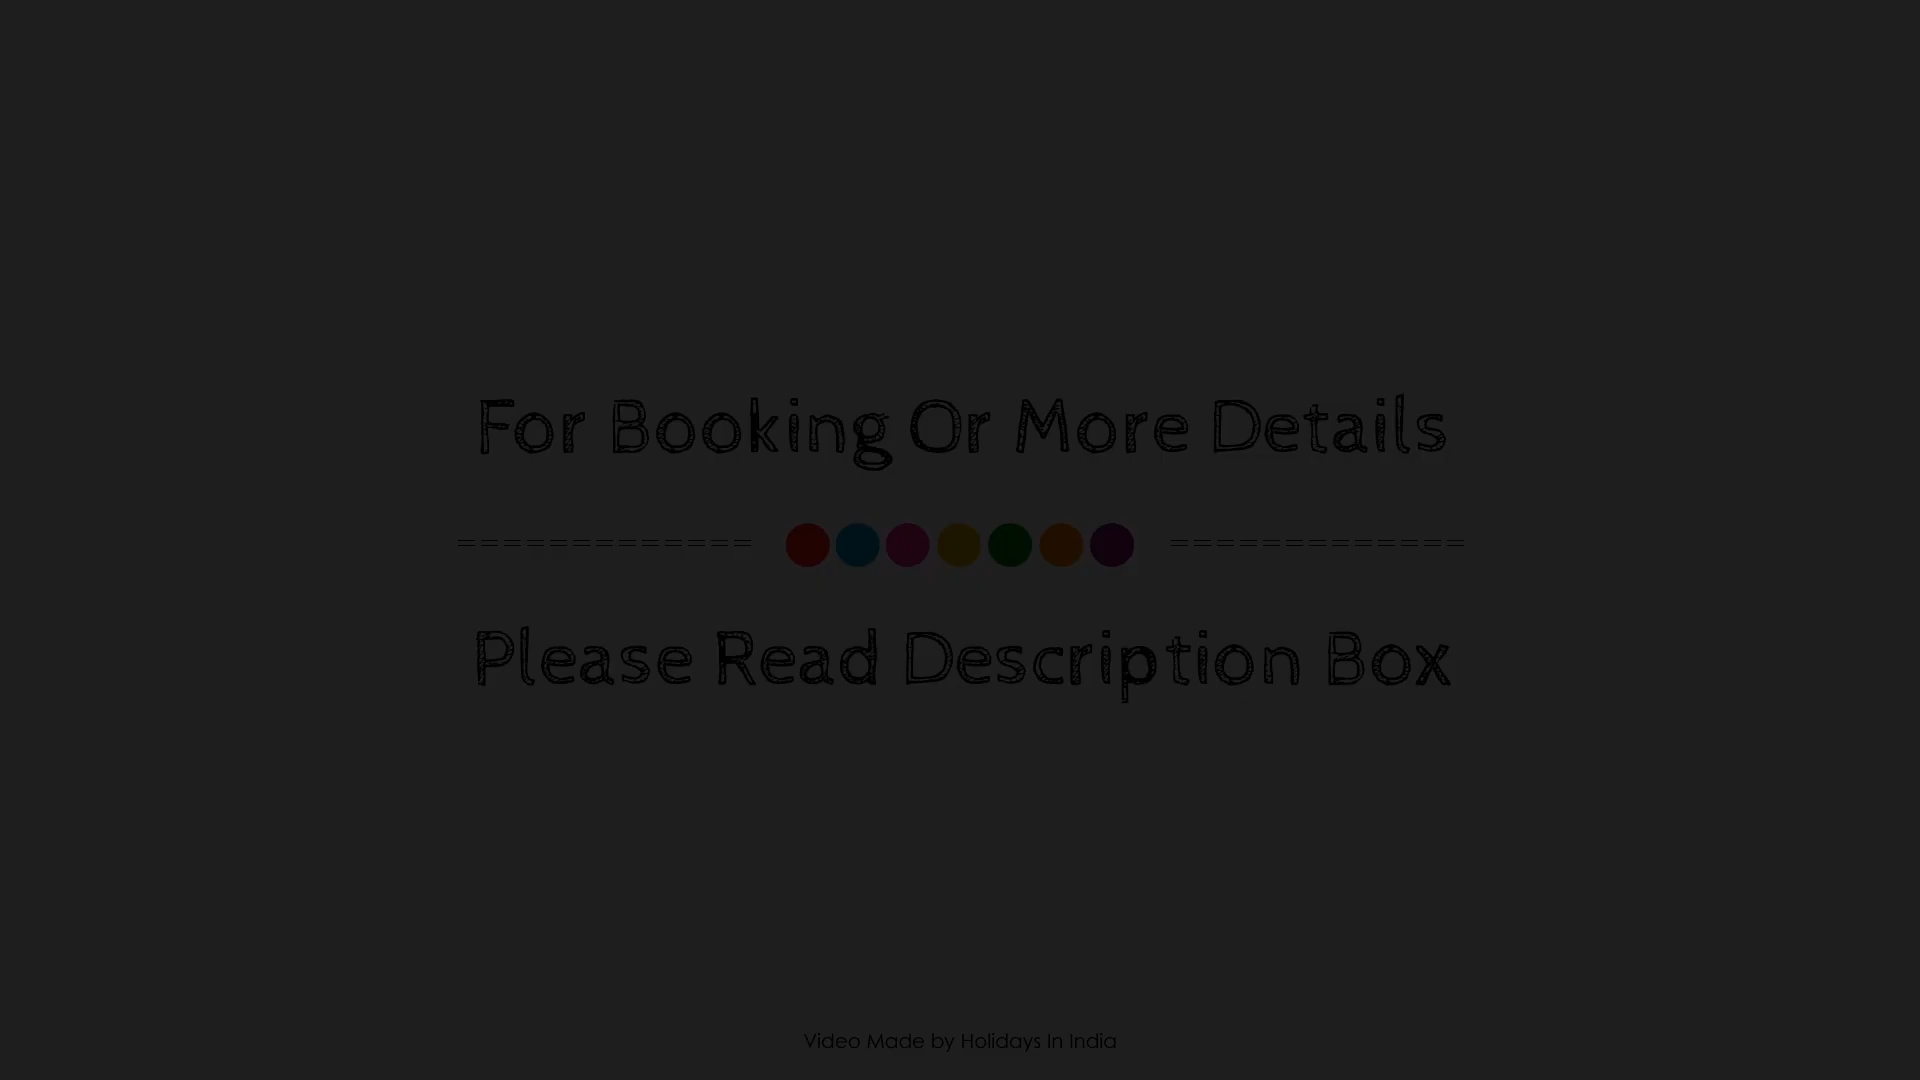 For Booking Or More Details
============= =============
Please Read Description Box
Video Made by Holidays In India